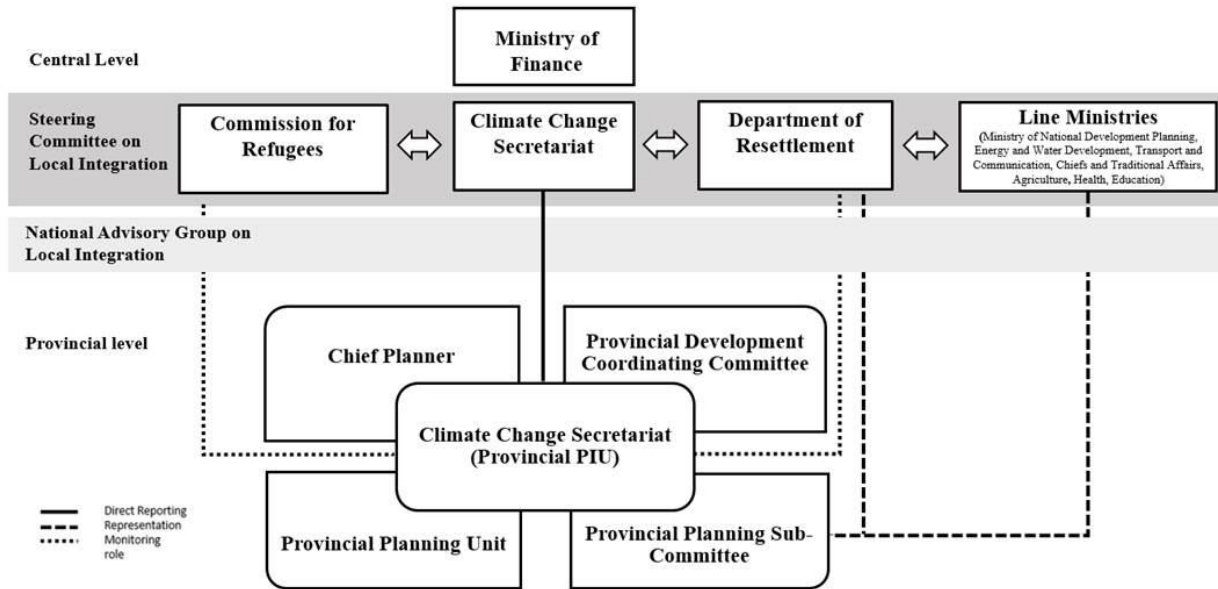 Central Level
Ministry of
Finance
Steering
Committee on
Local Integration
Commission for
Refugees
Climate Change
Secretariat
Department of
Resettlement
Line Ministries
(Ministry of National Development Planning,
Energy and Water Development, Transport and
Communication, Chiefs and Traditional Affairs,
Agriculture, Health, Education)
National Advisory Group on
Local Integration
Provincial level
Chief Planner
Provincial Development
Coordinating Committee
Climate Change Secretariat
(Provincial PIU)
Provincial Planning Unit
Provincial Planning Sub-
Committee
Direct Reporting
Representation
Monitoring
role